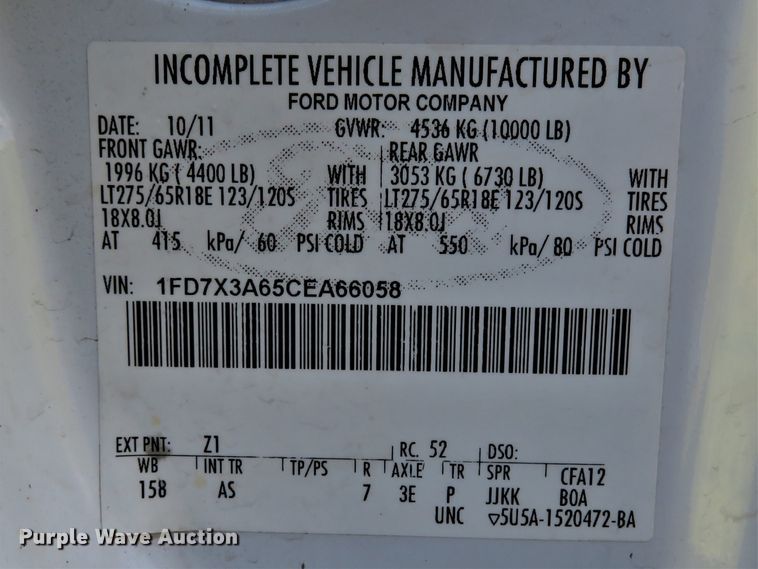 INCOMPLETE VEHICLE MANUFACTURED BY
FORD MOTOR COMPANY
DATE: 10/11 GVWR: 4536 KG (10000 LB)
FRONT GAWR: REAR GAWR
1996 KG ( 4400 LB) WITH 3053 KG ( 6730 LB) WITH
LT275/65R18E 123/120S TIRES LT275/65R18E 123/120S TIRES
18X8.0J RIMS 18X8.0J RIMS
AT 415 kPa/ 60 PSI COLD AT 550 kPa/ 80 PSI COLD
VIN: 1FD7X3A65CEA66058
EXT PNT: Z1 RC. 52 DSO:
WB INT TR TP/PS R AXLE TR SPR CFA12
158 AS 7 3E P JJKK B0A
UNC ▽5U5A-1520472-BA
Purple Wave Auction